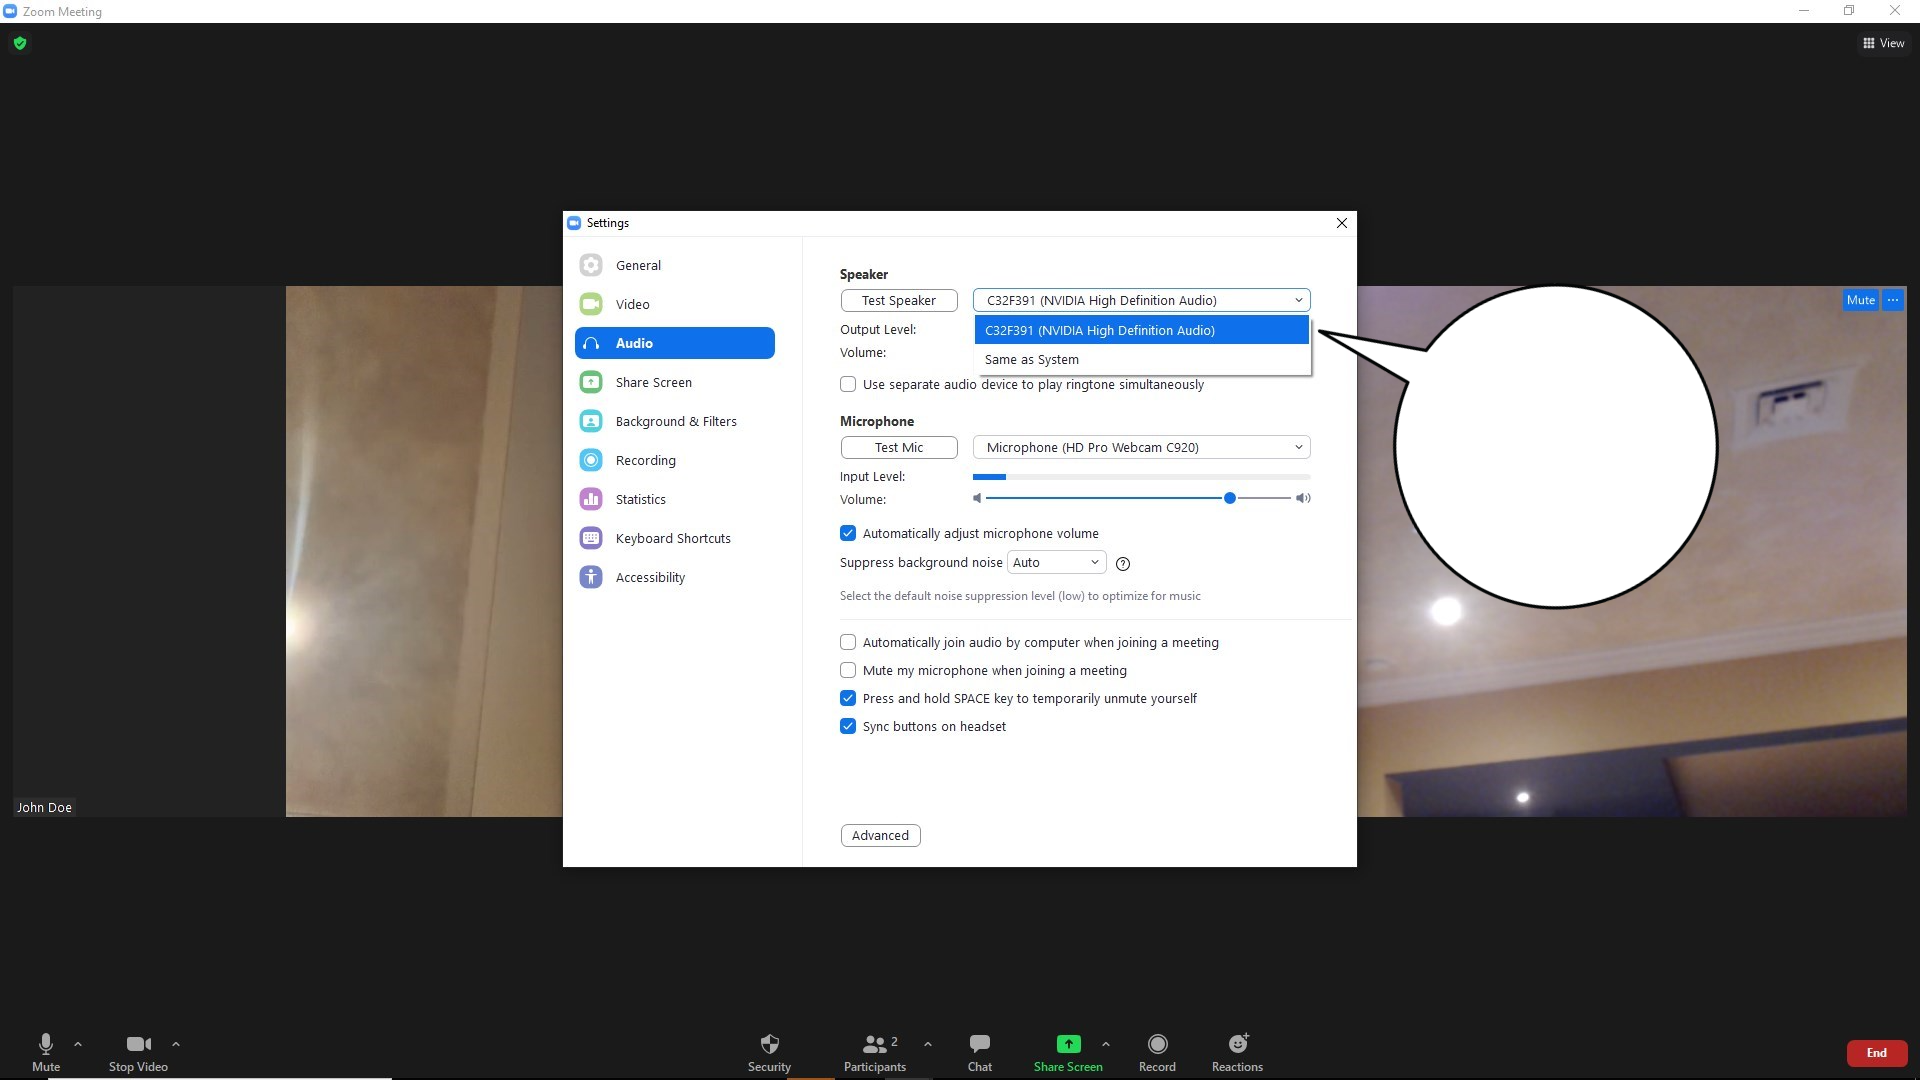 Zoom Meeting
View
Settings
General
Video
Audio
Share Screen
Background & Filters
Recording
Statistics
Keyboard Shortcuts
Accessibility
Speaker
Test Speaker
C32F391 (NVIDIA High Definition Audio)
Output Level:
C32F391 (NVIDIA High Definition Audio)
Volume:
Same as System
Use separate audio device to play ringtone simultaneously
Microphone
Test Mic
Microphone (HD Pro Webcam C920)
Input Level:
Volume:
Automatically adjust microphone volume
Suppress background noise
Auto
Select the default noise suppression level (low) to optimize for music
Automatically join audio by computer when joining a meeting
Mute my microphone when joining a meeting
Press and hold SPACE key to temporarily unmute yourself
Sync buttons on headset
Advanced
Mute
John Doe
Mute
Stop Video
Security
2
Participants
Chat
Share Screen
Record
Reactions
End